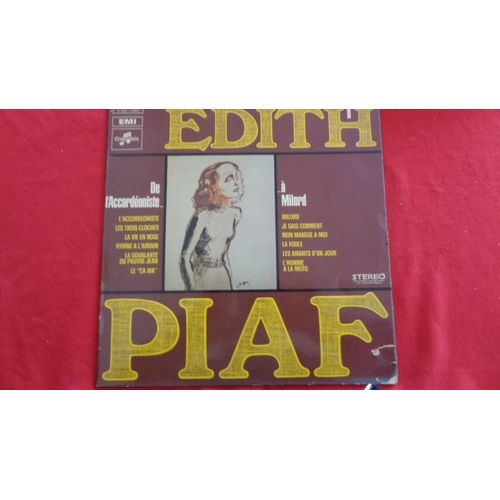 EMI
Columbia
EDITH
De
l'Accordéoniste...
...à
Milord
L'ACCORDEONISTE
LES TROIS CLOCHES
LA VIE EN ROSE
HYMNE A L'AMOUR
LA GOUALANTE
DU PAUVRE JEAN
LE "ÇA IRA"
MILORD
JE SAIS COMMENT
MON MANEGE A MOI
LA FOULE
LES AMANTS D'UN JOUR
L'HOMME
A LA MOTO
STEREO
PIAF